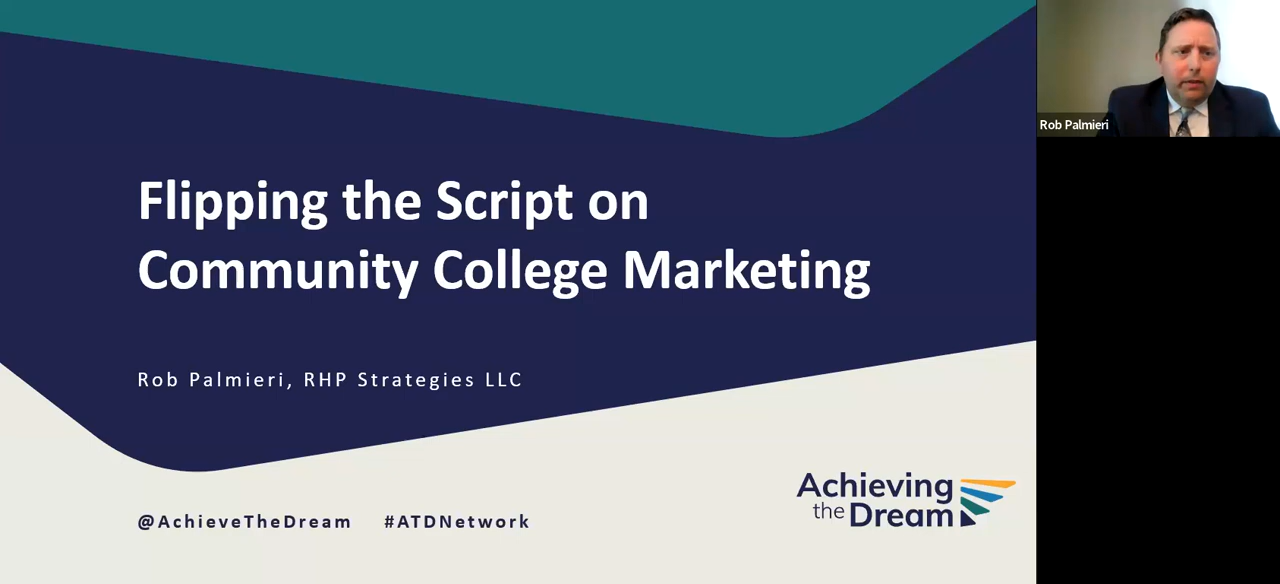 Flipping the Script on
Community College Marketing
Rob Palmieri, RHP Strategies LLC
@AchieveTheDream #ATDNetwork
Achieving
the Dream
Rob Palmieri